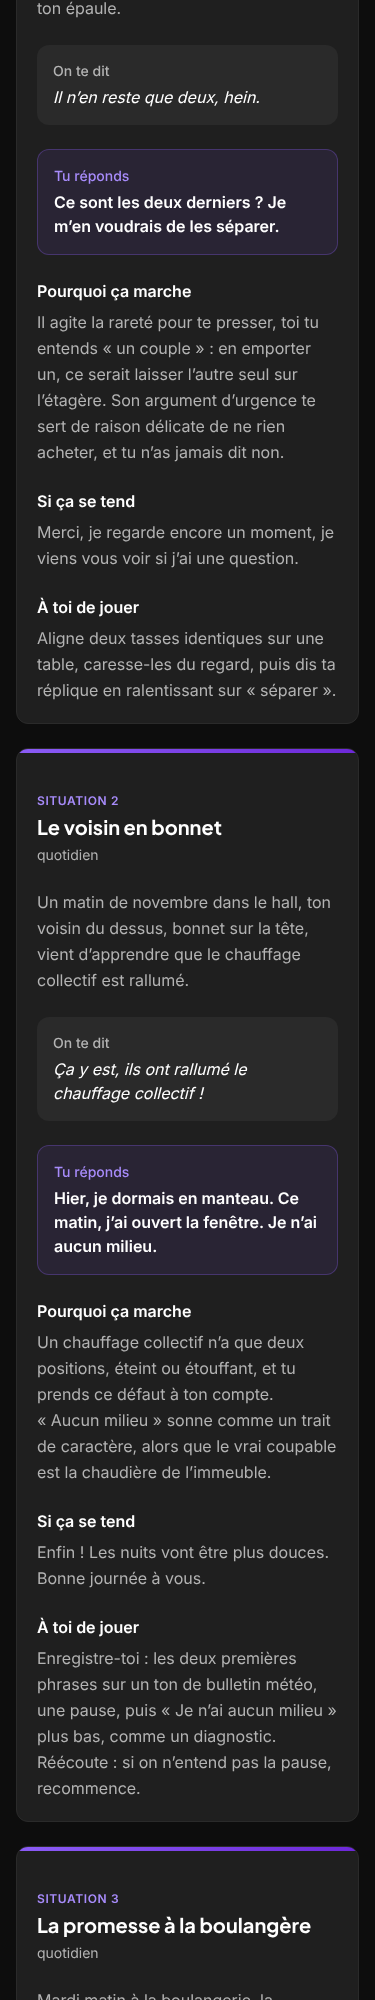 ton épaule.
On te dit
Il n’en reste que deux, hein.
Tu réponds
Ce sont les deux derniers ? Je
m’en voudrais de les séparer.
Pourquoi ça marche
Il agite la rareté pour te presser, toi tu
entends « un couple » : en emporter
un, ce serait laisser l’autre seul sur
l’étagère. Son argument d’urgence te
sert de raison délicate de ne rien
acheter, et tu n’as jamais dit non.
Si ça se tend
Merci, je regarde encore un moment, je
viens vous voir si j’ai une question.
À toi de jouer
Aligne deux tasses identiques sur une
table, caresse-les du regard, puis dis ta
réplique en ralentissant sur « séparer ».
SITUATION 2
Le voisin en bonnet
quotidien
Un matin de novembre dans le hall, ton
voisin du dessus, bonnet sur la tête,
vient d’apprendre que le chauffage
collectif est rallumé.
On te dit
Ça y est, ils ont rallumé le
chauffage collectif !
Tu réponds
Hier, je dormais en manteau. Ce
matin, j’ai ouvert la fenêtre. Je n’ai
aucun milieu.
Pourquoi ça marche
Un chauffage collectif n’a que deux
positions, éteint ou étouffant, et tu
prends ce défaut à ton compte.
« Aucun milieu » sonne comme un trait
de caractère, alors que le vrai coupable
est la chaudière de l’immeuble.
Si ça se tend
Enfin ! Les nuits vont être plus douces.
Bonne journée à vous.
À toi de jouer
Enregistre-toi : les deux premières
phrases sur un ton de bulletin météo,
une pause, puis « Je n’ai aucun milieu »
plus bas, comme un diagnostic.
Réécoute : si on n’entend pas la pause,
recommence.
SITUATION 3
La promesse à la boulangère
quotidien
Mardi matin à la boulangerie, la